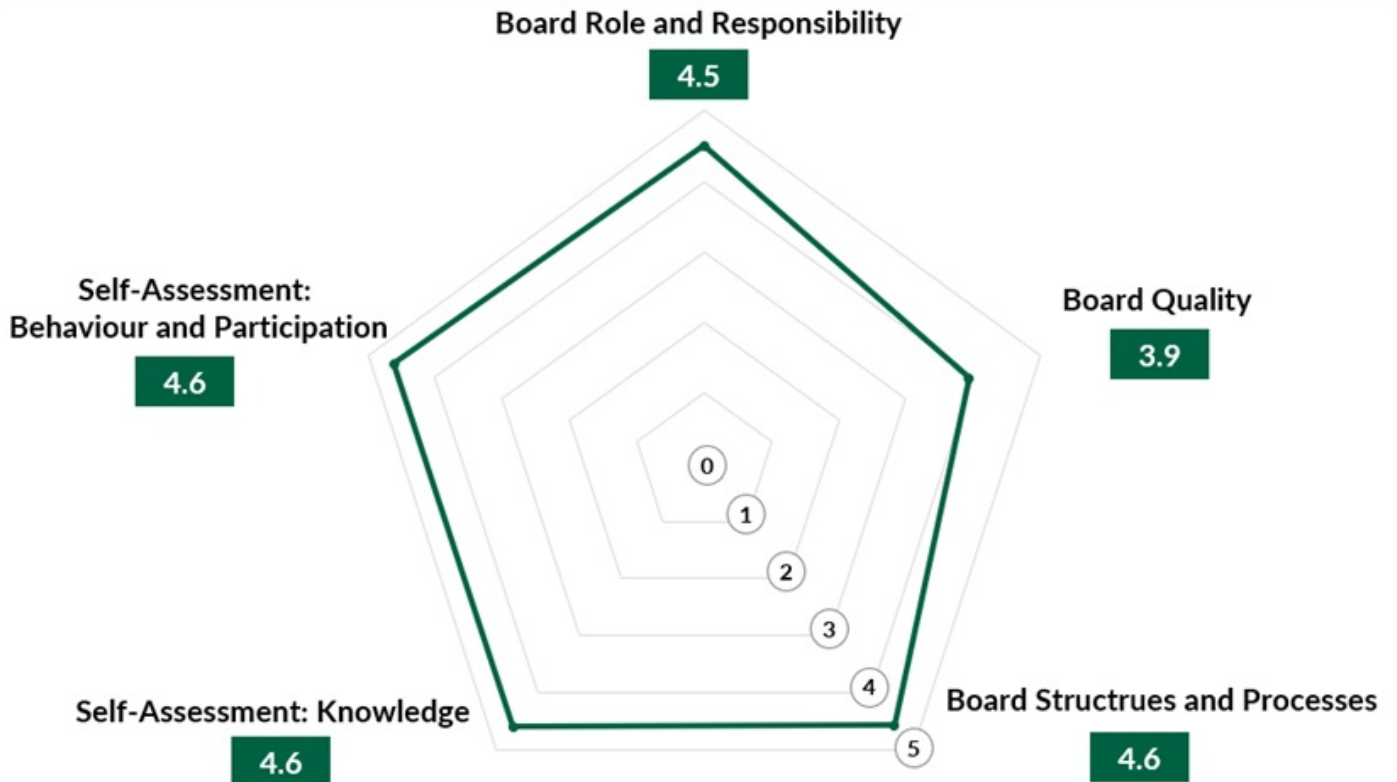 Board Role and Responsibility
4.5
Self-Assessment:
Behaviour and Participation
4.6
Board Quality
3.9
0
1
2
3
4
5
Self-Assessment: Knowledge
4.6
Board Structrues and Processes
4.6